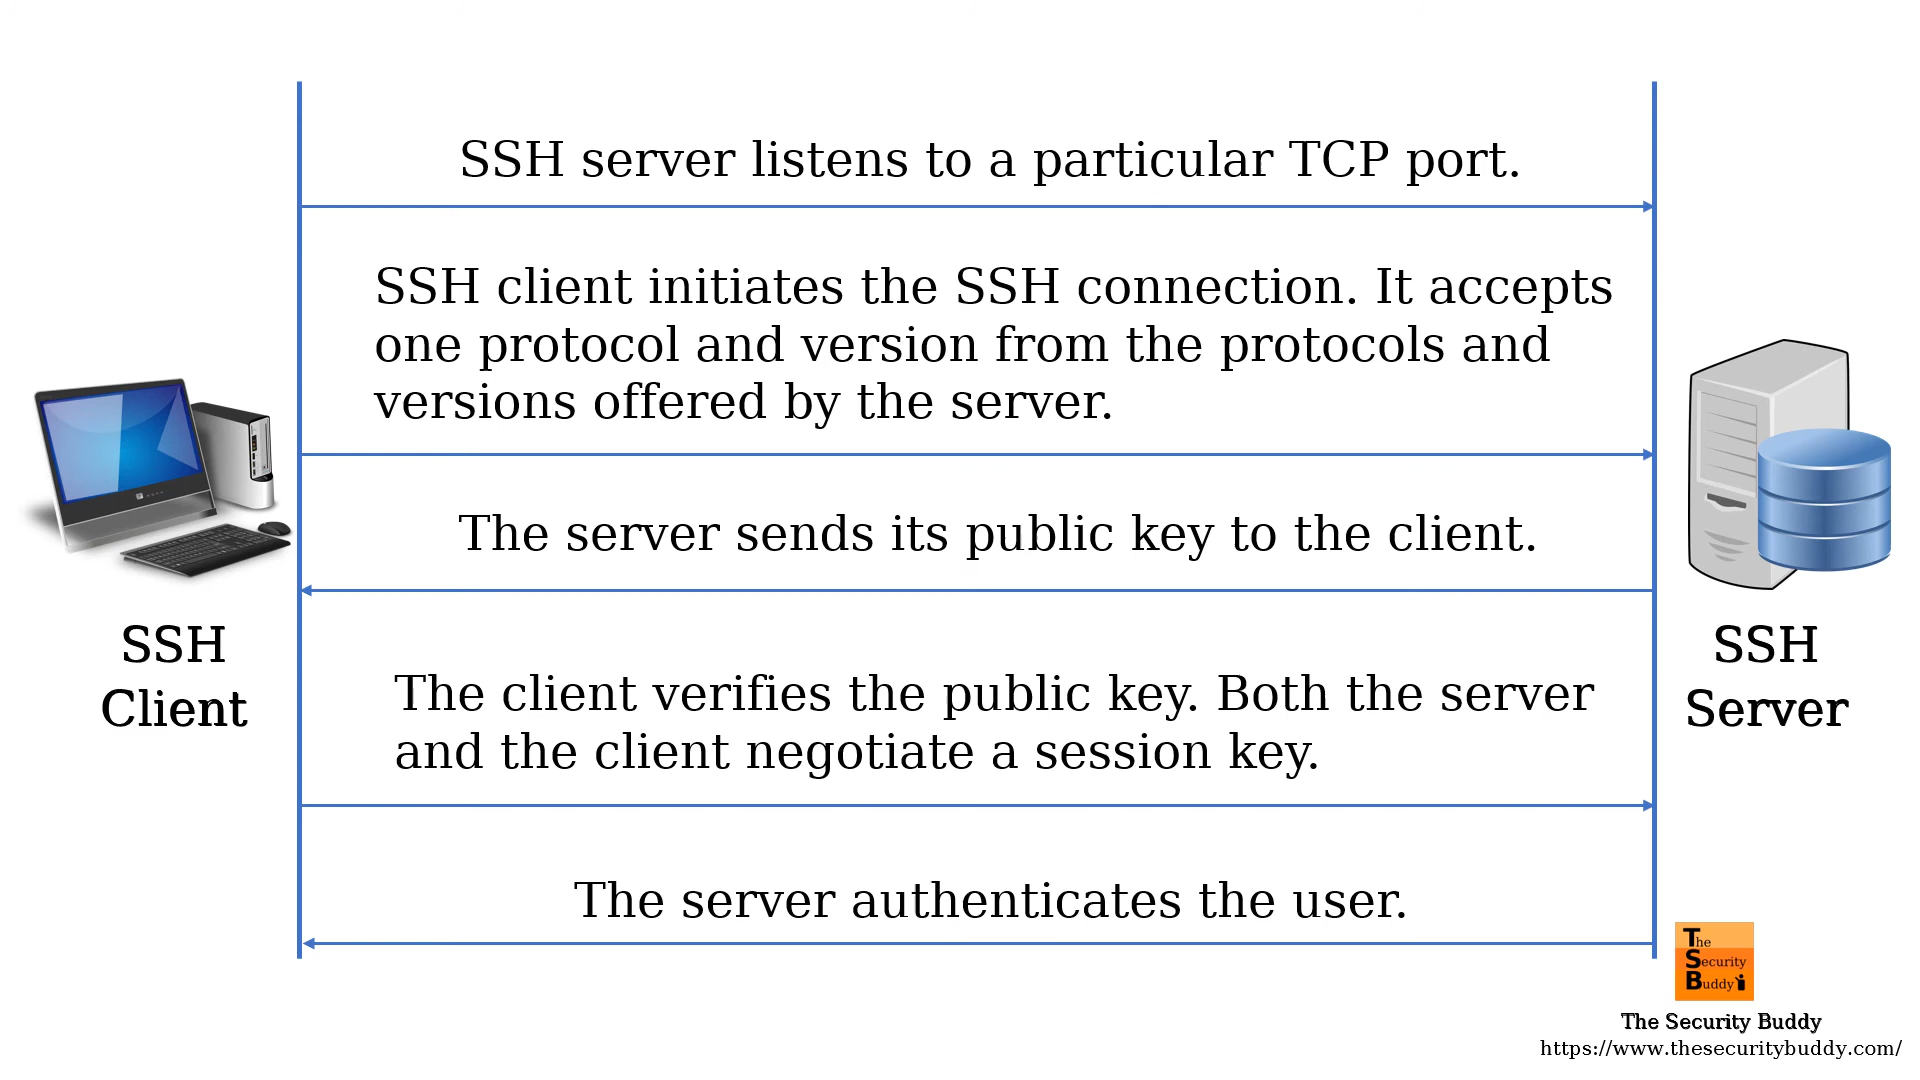 SSH server listens to a particular TCP port.
SSH client initiates the SSH connection. It accepts
one protocol and version from the protocols and
versions offered by the server.
The server sends its public key to the client.
SSH
Client
SSH
Server
The client verifies the public key. Both the server
and the client negotiate a session key.
The server authenticates the user.
The
Security
Buddy
The Security Buddy
https://www.thesecuritybuddy.com/